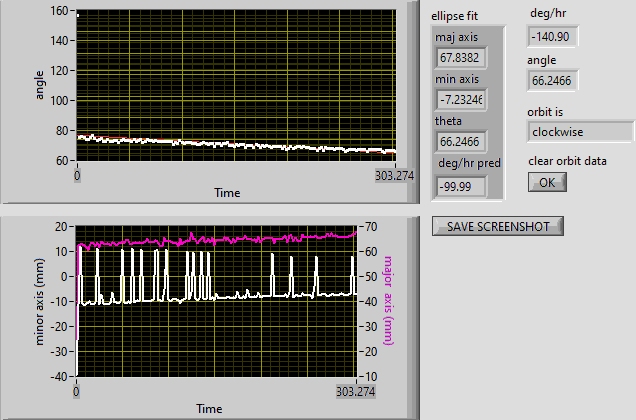 160
140
120
100
80
60
angle
0
303.274
Time
ellipse fit
maj axis
67.8382
min axis
-7.23246
theta
66.2466
deg/hr pred
-99.99
deg/hr
-140.90
angle
66.2466
orbit is
clockwise
clear orbit data
OK
SAVE SCREENSHOT
20
10
0
-10
-20
-30
-40
minor axis (mm)
70
60
50
40
30
20
10
major axis (mm)
0
303.274
Time